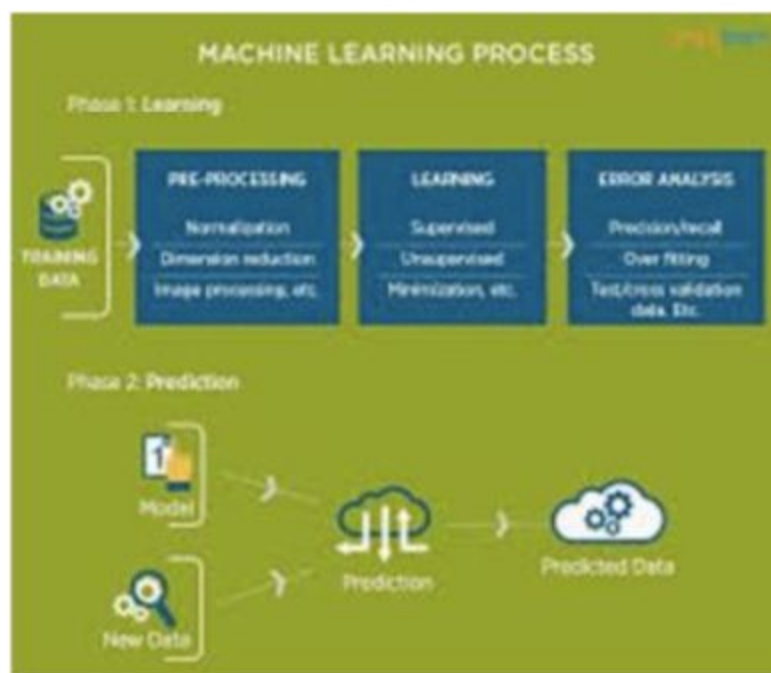 MACHINE LEARNING PROCESS
Phase 1: Learning
TRAINING
DATA
PRE-PROCESSING
Normalization
Dimension reduction
Image processing, etc.
LEARNING
Supervised
Unsupervised
Minimization, etc.
ERROR ANALYSIS
Precision/recall
Over fitting
Test/cross validation
data. Etc.
Phase 2: Prediction
1
Model
New Data
Prediction
Predicted Data